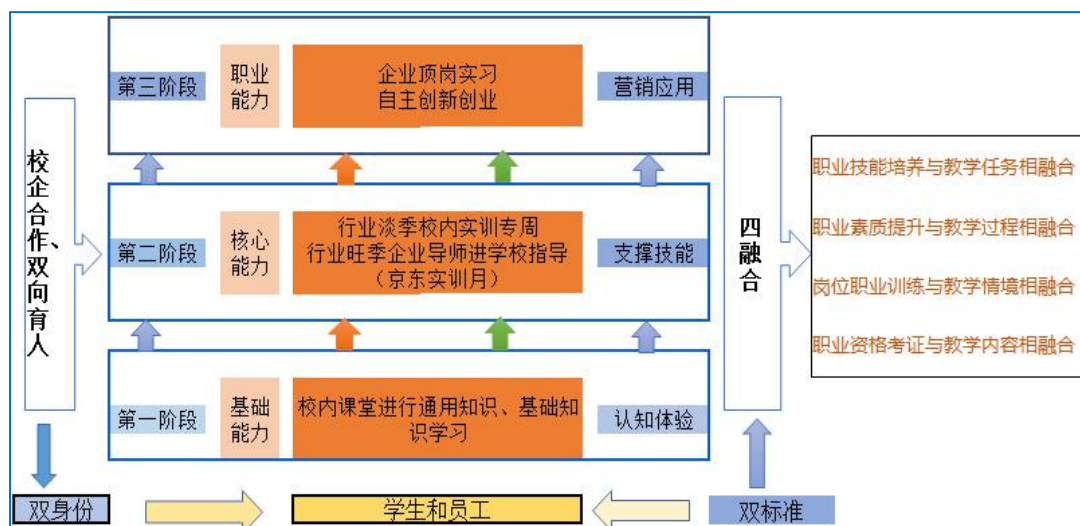 校企合作、双向育人
第三阶段
职业
能力
企业顶岗实习
自主创新创业
营销应用
第二阶段
核心
能力
行业淡季校内实训专周
行业旺季企业导师进学校指导
（京东实训月）
支撑技能
第一阶段
基础
能力
校内课堂进行通用知识、基础知
识学习
认知体验
四融合
职业技能培养与教学任务相融合
职业素质提升与教学过程相融合
岗位职业训练与教学情境相融合
职业资格考证与教学内容相融合
双身份
学生和员工
双标准